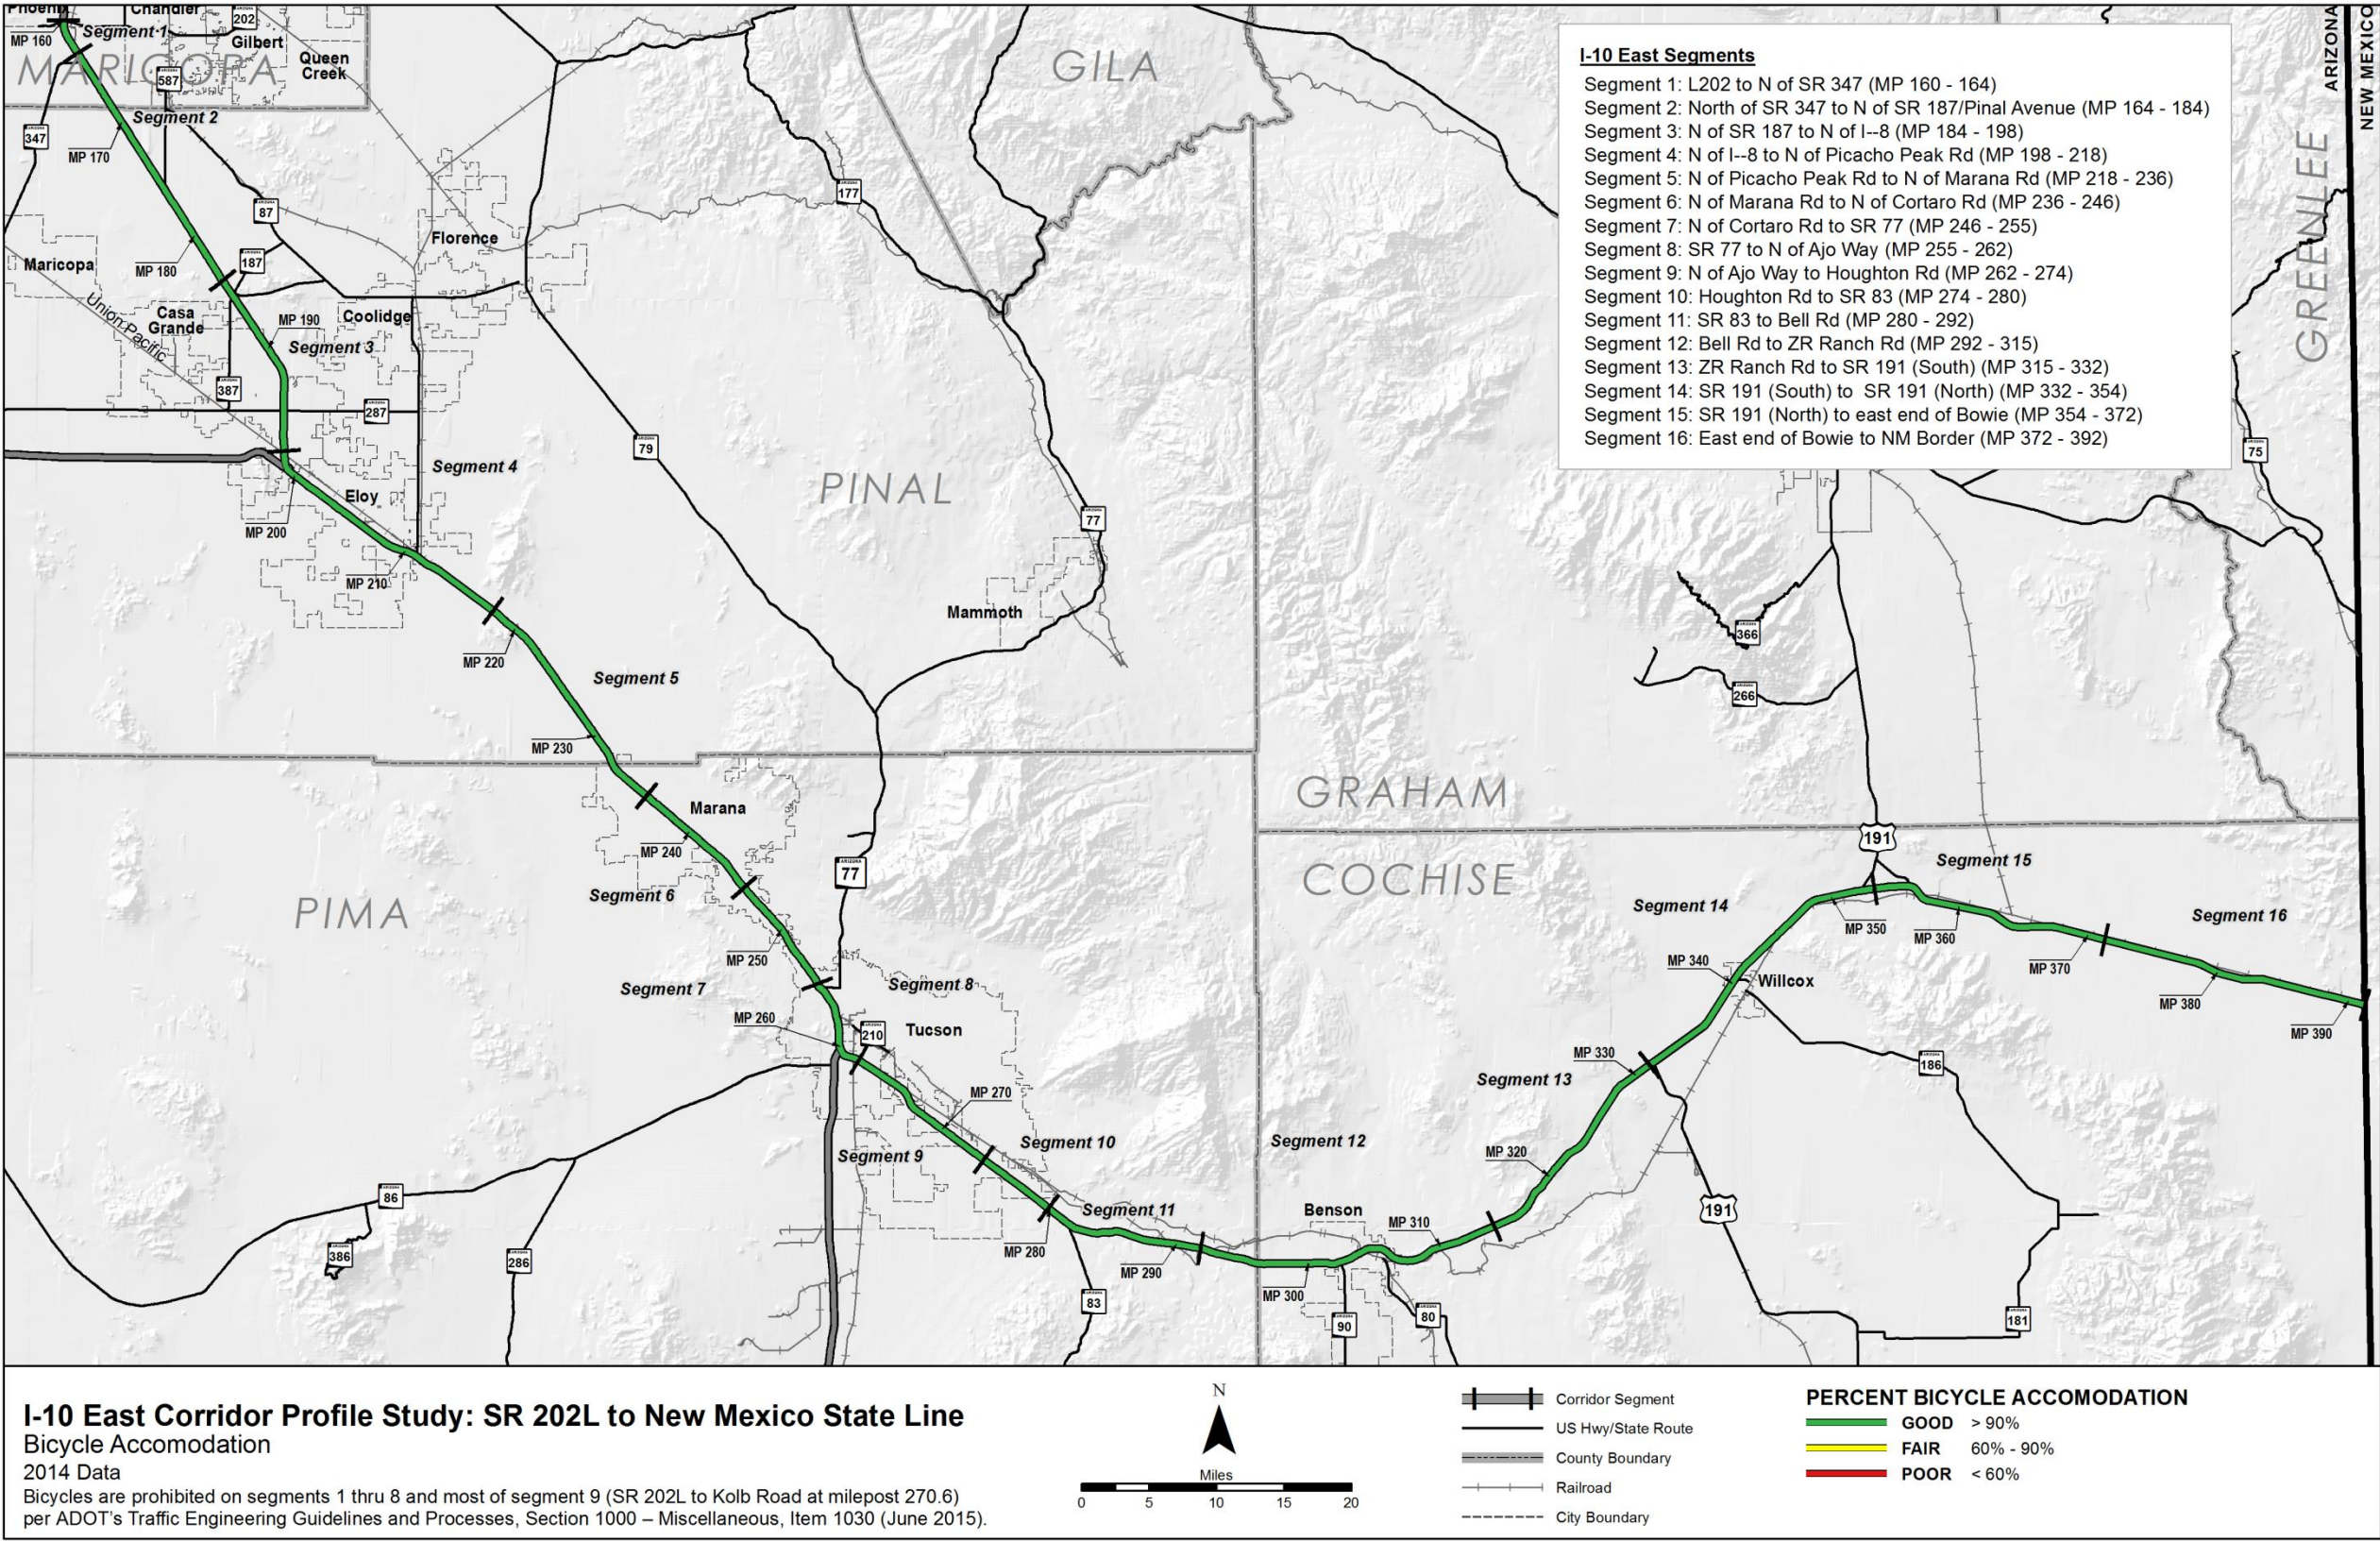 Phoenix
Chandler
202
MP 160
Segment 1
Gilbert
Queen
Creek
MARICOPA
587
GILA
347
Segment 2
MP 170
177
87
Florence
187
Maricopa
MP 180
Union Pacific
Casa
Grande
MP 190
Coolidge
Segment 3
387
287
79
Segment 4
PINAL
Eloy
MP 200
77
MP 210
Mammoth
MP 220
Segment 5
MP 230
I-10 East Segments
Segment 1: L202 to N of SR 347 (MP 160 - 164)
Segment 2: North of SR 347 to N of SR 187/Pinal Avenue (MP 164 - 184)
Segment 3: N of SR 187 to N of I--8 (MP 184 - 198)
Segment 4: N of I--8 to N of Picacho Peak Rd (MP 198 - 218)
Segment 5: N of Picacho Peak Rd to N of Marana Rd (MP 218 - 236)
Segment 6: N of Marana Rd to N of Cortaro Rd (MP 236 - 246)
Segment 7: N of Cortaro Rd to SR 77 (MP 246 - 255)
Segment 8: SR 77 to N of Ajo Way (MP 255 - 262)
Segment 9: N of Ajo Way to Houghton Rd (MP 262 - 274)
Segment 10: Houghton Rd to SR 83 (MP 274 - 280)
Segment 11: SR 83 to Bell Rd (MP 280 - 292)
Segment 12: Bell Rd to ZR Ranch Rd (MP 292 - 315)
Segment 13: ZR Ranch Rd to SR 191 (South) (MP 315 - 332)
Segment 14: SR 191 (South) to SR 191 (North) (MP 332 - 354)
Segment 15: SR 191 (North) to east end of Bowie (MP 354 - 372)
Segment 16: East end of Bowie to NM Border (MP 372 - 392)
ARIZONA
NEW MEXICO
GREENLEE
75
366
266
GRAHAM
COCHISE
191
Marana
MP 240
77
Segment 6
PIMA
MP 250
Segment 7
Segment 8
MP 260
210
Tucson
MP 270
Segment 9
Segment 10
Segment 11
MP 280
MP 290
86
386
286
83
Segment 12
Benson
MP 300
MP 310
90
80
MP 320
Segment 13
MP 330
MP 340
Willcox
Segment 14
MP 350
Segment 15
MP 360
MP 370
Segment 16
MP 380
MP 390
186
191
181
I-10 East Corridor Profile Study: SR 202L to New Mexico State Line
Bicycle Accomodation
2014 Data
Bicycles are prohibited on segments 1 thru 8 and most of segment 9 (SR 202L to Kolb Road at milepost 270.6)
per ADOT's Traffic Engineering Guidelines and Processes, Section 1000 – Miscellaneous, Item 1030 (June 2015).
N
Miles
0 5 10 15 20
Corridor Segment
US Hwy/State Route
County Boundary
Railroad
City Boundary
PERCENT BICYCLE ACCOMODATION
GOOD > 90%
FAIR 60% - 90%
POOR < 60%